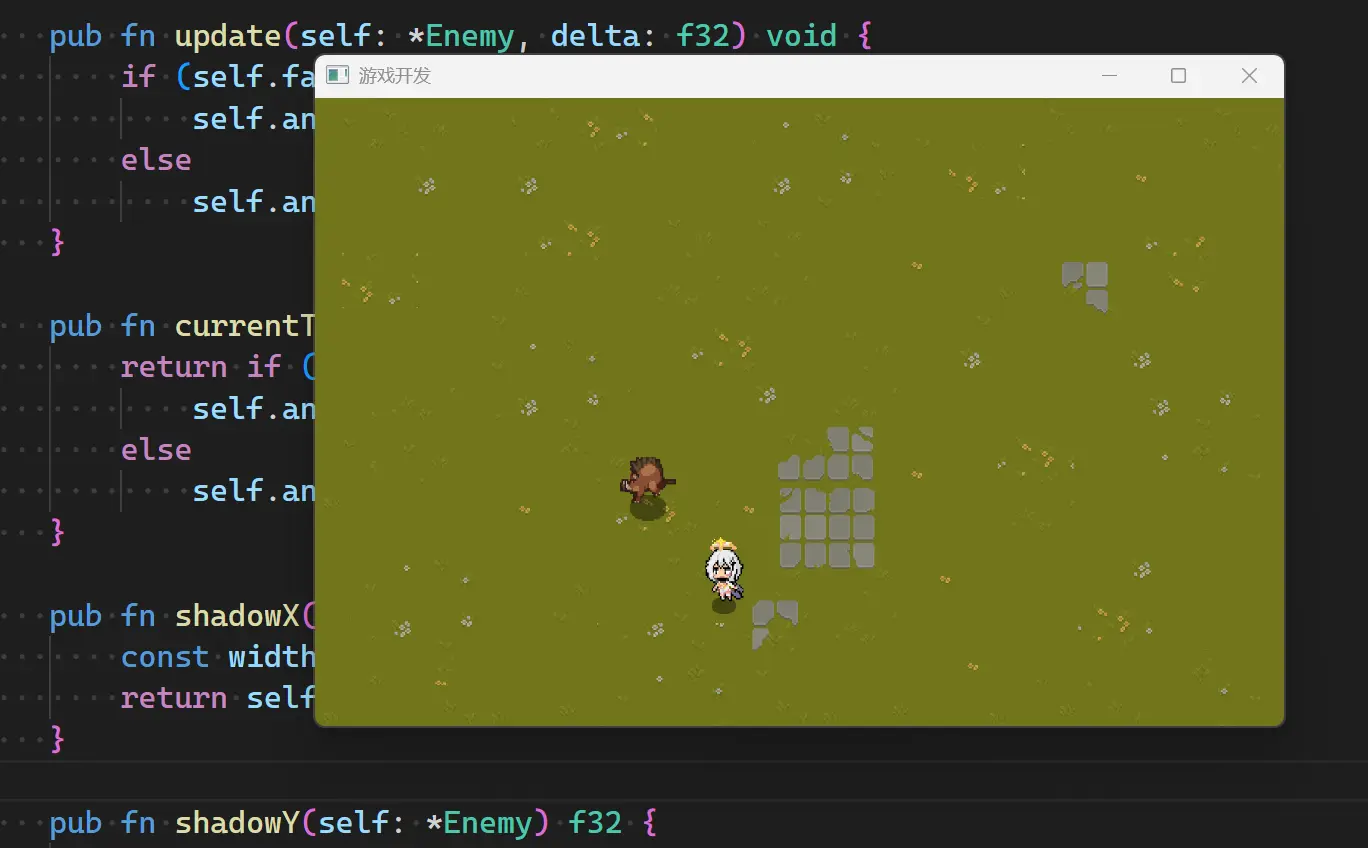 pub fn update(self: *Enemy, delta: f32) void {
if (self.fa
self.an
else
self.an
}
pub fn currentT
return if (
self.an
else
self.an
}
pub fn shadowX(
const width
return self
}
pub fn shadowY(self: *Enemy) f32 {
游戏开发